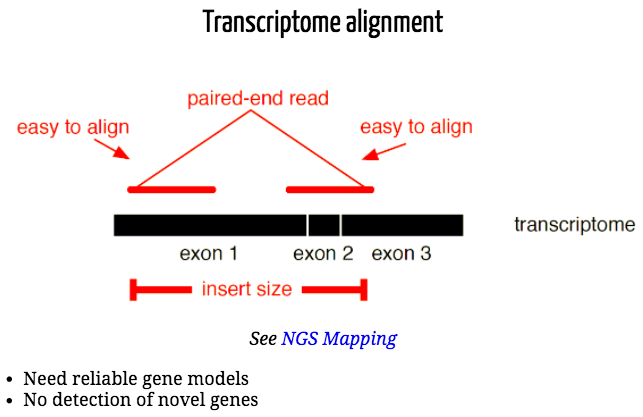 Transcriptome alignment
paired-end read
easy to align
easy to align
transcriptome
exon 1
exon 2
exon 3
insert size
See NGS Mapping
• Need reliable gene models
• No detection of novel genes